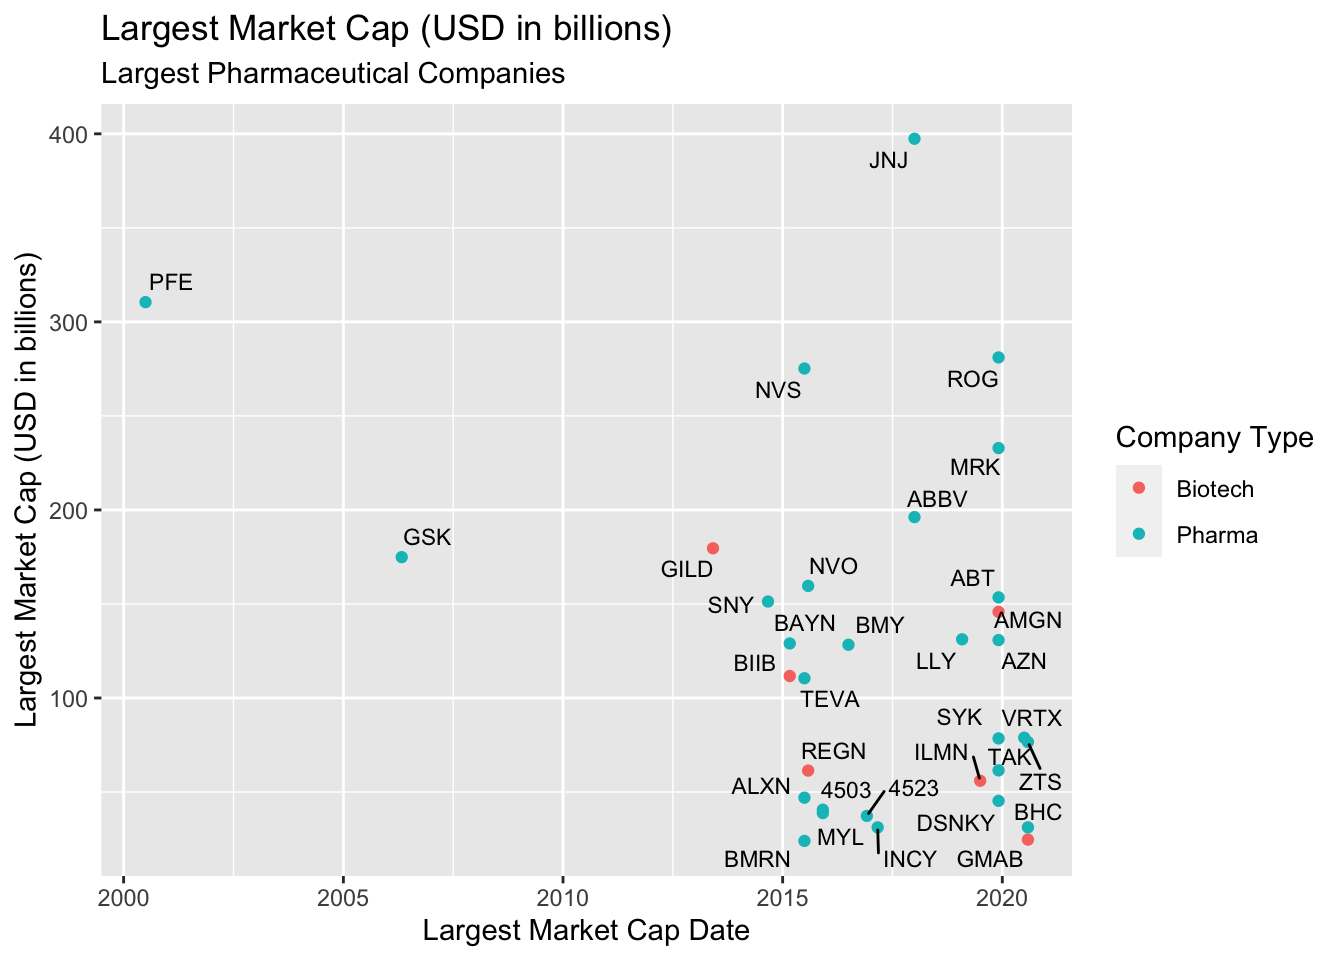 Largest Market Cap (USD in billions)
Largest Pharmaceutical Companies
Largest Market Cap (USD in billions)
400
300
200
100
JNJ
PFE
ROG
NVS
MRK
ABBV
GSK
GILD
NVO
ABT
SNY
BAYN
BMY
AMGN
BIIB
LLY
AZN
TEVA
SYK
VRTX
REGN
ILMN
TAK
ALXN
4503
4523
ZTS
MYL
DSNKY
BHC
BMRN
INCY
GMAB
2000
2005
2010
2015
2020
Largest Market Cap Date
Company Type
Biotech
Pharma